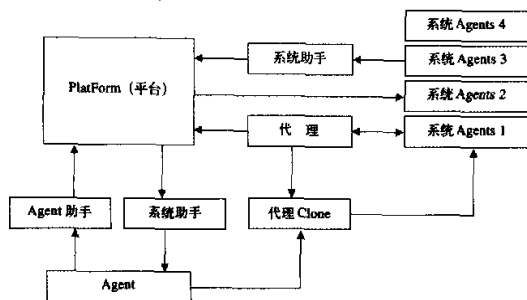 系统 Agents 4
系统助手
系统 Agents 3
PlatForm (平台)
系统 Agents 2
代 理
系统 Agents 1
Agent 助手
系统助手
代理 Clone
Agent